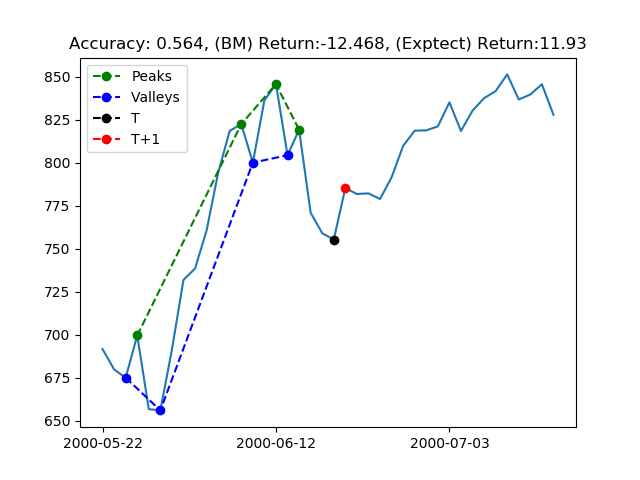 Accuracy: 0.564, (BM) Return:-12.468, (Exptect) Return:11.93
Peaks
Valleys
T
T+1
850
825
800
775
750
725
700
675
650
2000-05-22 2000-06-12 2000-07-03